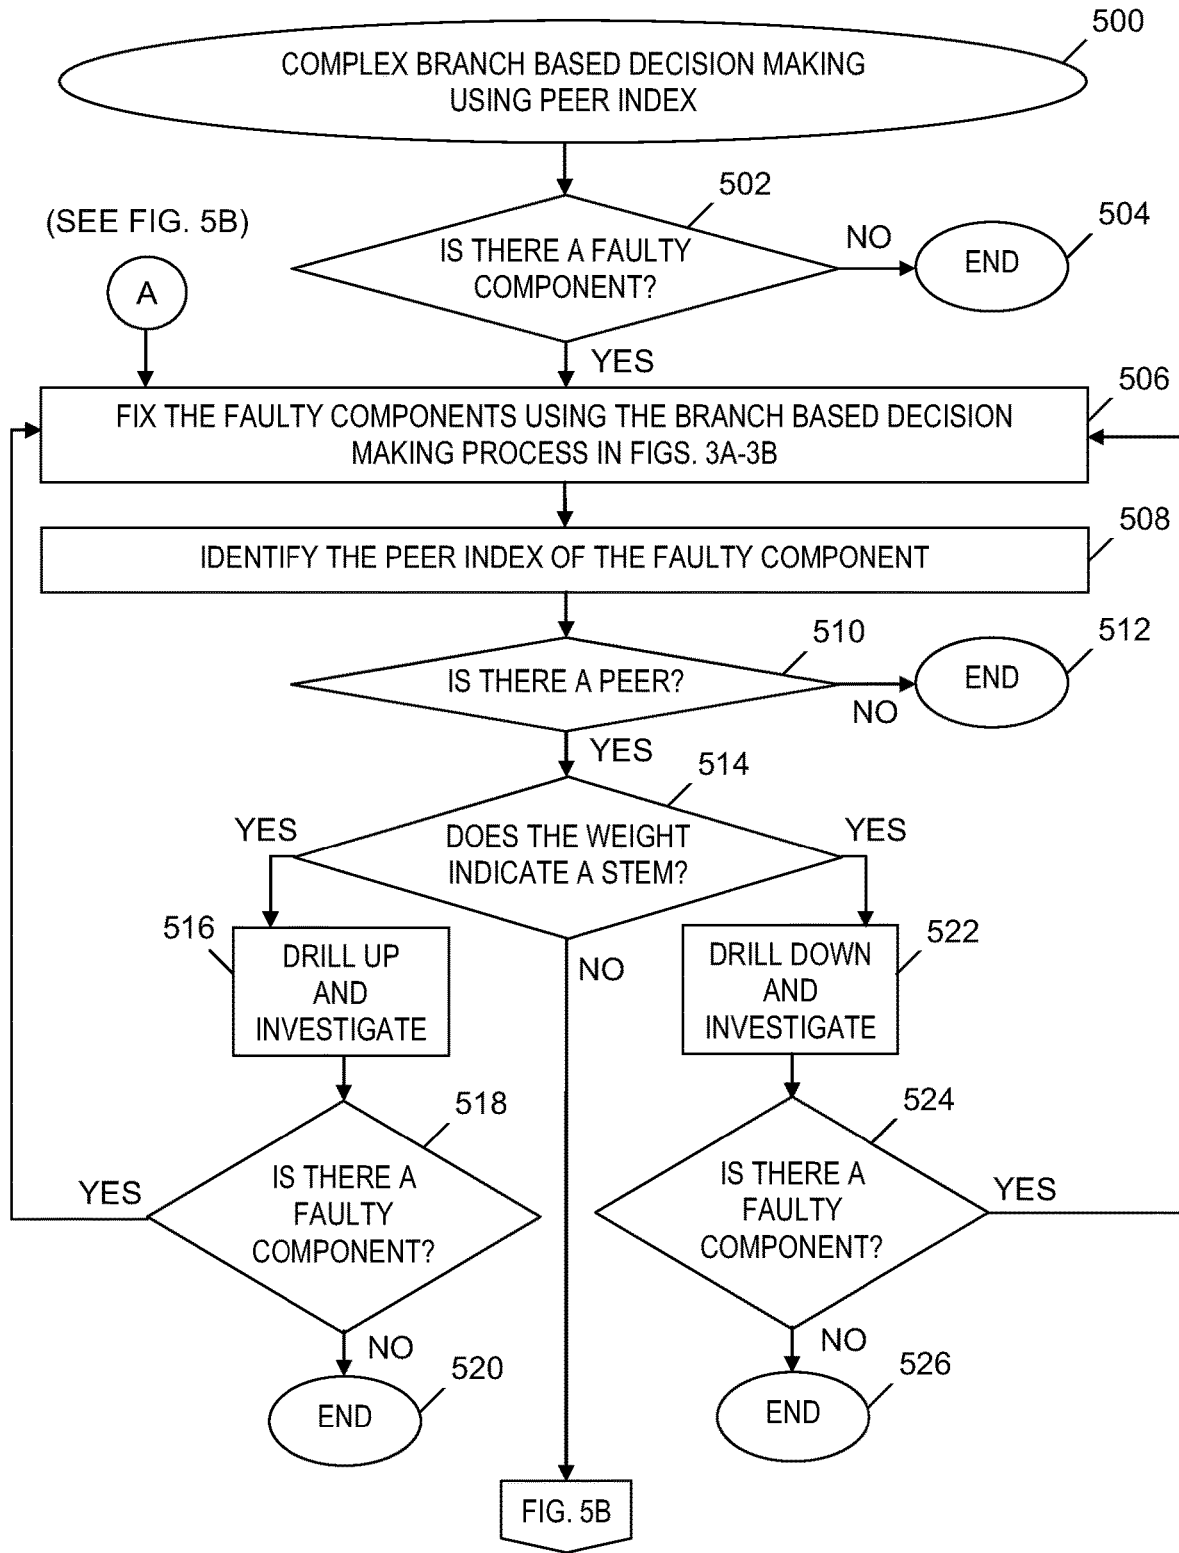 500
COMPLEX BRANCH BASED DECISION MAKING
USING PEER INDEX
502
(SEE FIG. 5B)
IS THERE A FAULTY
COMPONENT?
NO
END
504
A
YES
506
FIX THE FAULTY COMPONENTS USING THE BRANCH BASED DECISION
MAKING PROCESS IN FIGS. 3A-3B
508
IDENTIFY THE PEER INDEX OF THE FAULTY COMPONENT
510
512
IS THERE A PEER?
END
NO
YES
514
YES
DOES THE WEIGHT
INDICATE A STEM?
YES
516
DRILL UP
AND
INVESTIGATE
NO
DRILL DOWN
AND
INVESTIGATE
522
518
524
YES
IS THERE A
FAULTY
COMPONENT?
IS THERE A
FAULTY
COMPONENT?
YES
NO
520
END
NO
526
END
FIG. 5B